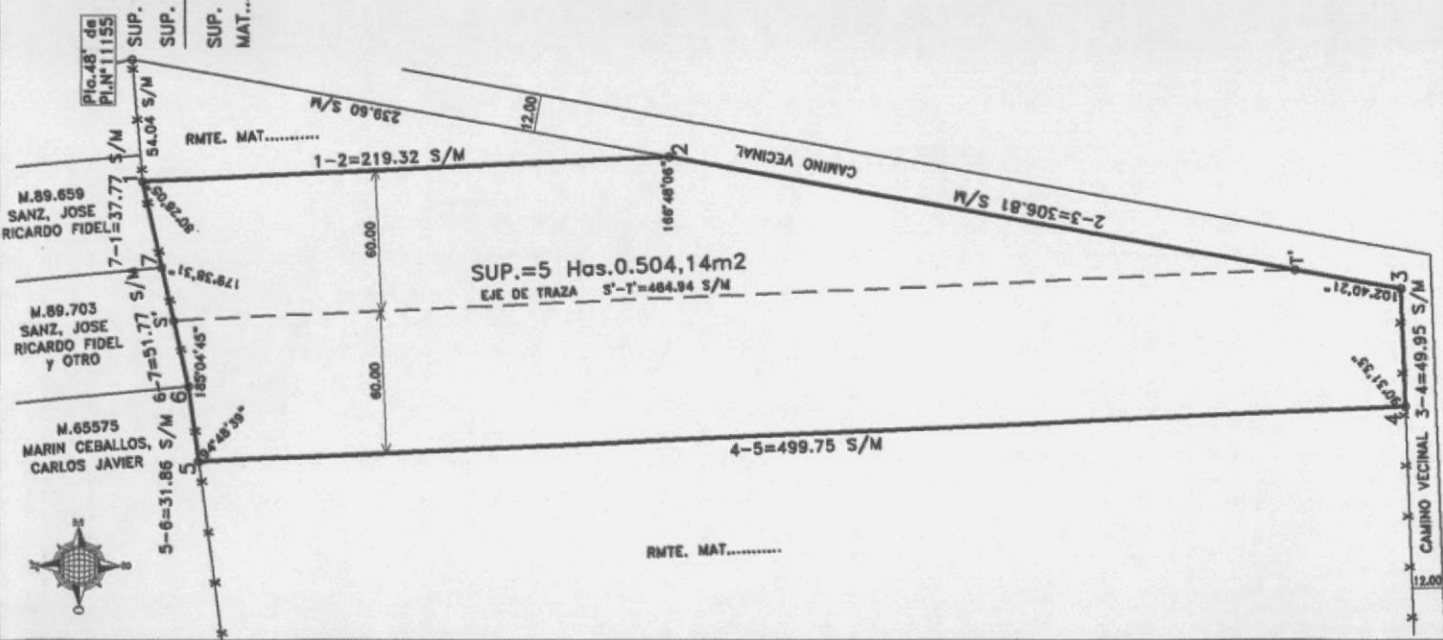 Plo.48' de
Pl.Nº11155
SUP.
SUP.
SUP.
MAT..
54.04 S/M
239.60 S/M
12.00
RMTE. MAT...........
1-2=219.32 S/M
2
CAMINO VECINAL
166°48'06"
2-3=306.81 S/M
M.89.659
SANZ, JOSE
RICARDO FIDEL
7-1=37.77 S/M
80°28'05"
7
179°38'31"
60.00
SUP.=5 Has.0.504,14m2
EJE DE TRAZA S'-T'=464.94 S/M
T'
3
102°40'21"
M.89.703
SANZ, JOSE
RICARDO FIDEL
y OTRO
6-7=51.77 S/M
S'
6
185°04'45"
60.00
90°31'33"
4
CAMINO VECINAL 3-4=49.95 S/M
M.65575
MARIN CEBALLOS,
CARLOS JAVIER
5-6=31.86 S/M
5
4-5=499.75 S/M
RMTE. MAT...........
12.00